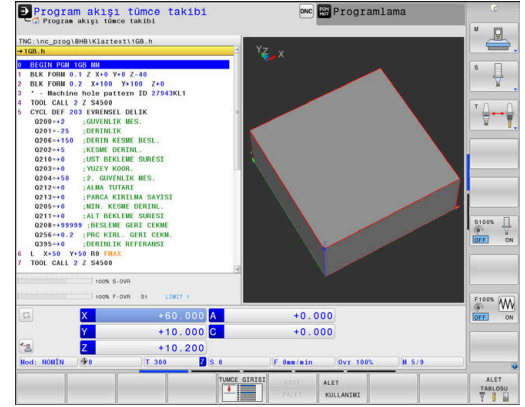 Program akışı tümce takibi
Program akışı tümce takibi
DNC
Programlama
TNC:\nc_prog\BHB\Klartext\1GB.h
→1GB.h
0 BEGIN PGM 1GB MM
1 BLK FORM 0.1 Z X+0 Y+0 Z-40
2 BLK FORM 0.2 X+100 Y+100 Z+0
3 * - Machine hole pattern ID 27943KL1
4 TOOL CALL 2 Z S4500
5 CYCL DEF 203 EVRENSEL DELIK
Q200=+2 ;GUVENLIK MES.
Q201=-25 ;DERINLIK
Q206=+150 ;DERIN KESME BESL.
Q202=+5 ;KESME DERINL.
Q210=+0 ;UST BEKLEME SURESI
Q203=+0 ;YUZEY KOOR.
Q204=+50 ;2. GUVENLIK MES.
Q212=+0 ;ALMA TUTARI
Q213=+0 ;PARCA KIRILMA SAYISI
Q205=+0 ;MIN. KESME DERINL.
Q211=+0 ;ALT BEKLEME SURESI
Q208=+99999 ;BESLEME GERI CEKME
Q256=+0.2 ;PRC KIRL. GERI CEKM.
Q395=+0 ;DERINLIK REFERANSI
6 L X+50 Y+50 R0 FMAX
7 TOOL CALL 2 Z S4500
Y Z X
100% S-OVR
100% F-OVR S1 LIMIT 1
X +60.000 A +0.000
Y +10.000 C +0.000
Z +10.200
Mod: NOMİN 0 T 300 Z S 0 F 0mm/min Ovr 100% M 5/9
M
S
T
S100%
OFF ON
F100%
OFF ON
TUMCE GIRISI
EDIT
PALET
ALET
KULLANIMI
ALET
TABLOSU